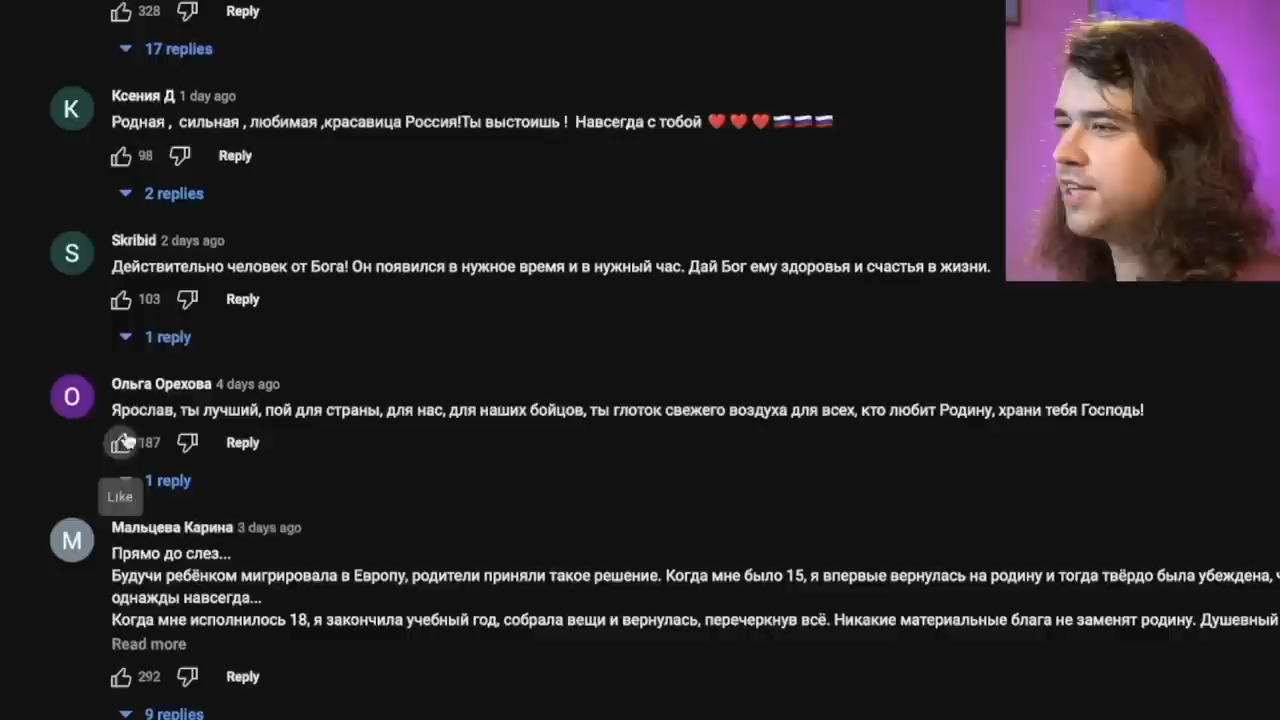 328 Reply
17 replies
K
Ксения Д 1 day ago
Родная , сильная , любимая ,красавица Россия!Ты выстоишь ! Навсегда с тобой ❤️❤️❤️🇷🇺🇷🇺🇷🇺
98 Reply
2 replies
S
Skribid 2 days ago
Действительно человек от Бога! Он появился в нужное время и в нужный час. Дай Бог ему здоровья и счастья в жизни.
103 Reply
1 reply
О
Ольга Орехова 4 days ago
Ярослав, ты лучший, пой для страны, для нас, для наших бойцов, ты глоток свежего воздуха для всех, кто любит Родину, храни тебя Господь!
187 Reply
1 reply
Like
М
Мальцева Карина 3 days ago
Прямо до слез...
Будучи ребёнком мигрировала в Европу, родители приняли такое решение. Когда мне было 15, я впервые вернулась на родину и тогда твёрдо была убеждена,
однажды навсегда...
Когда мне исполнилось 18, я закончила учебный год, собрала вещи и вернулась, перечеркнув всё. Никакие материальные блага не заменят родину. Душевный
Read more
292 Reply
9 replies